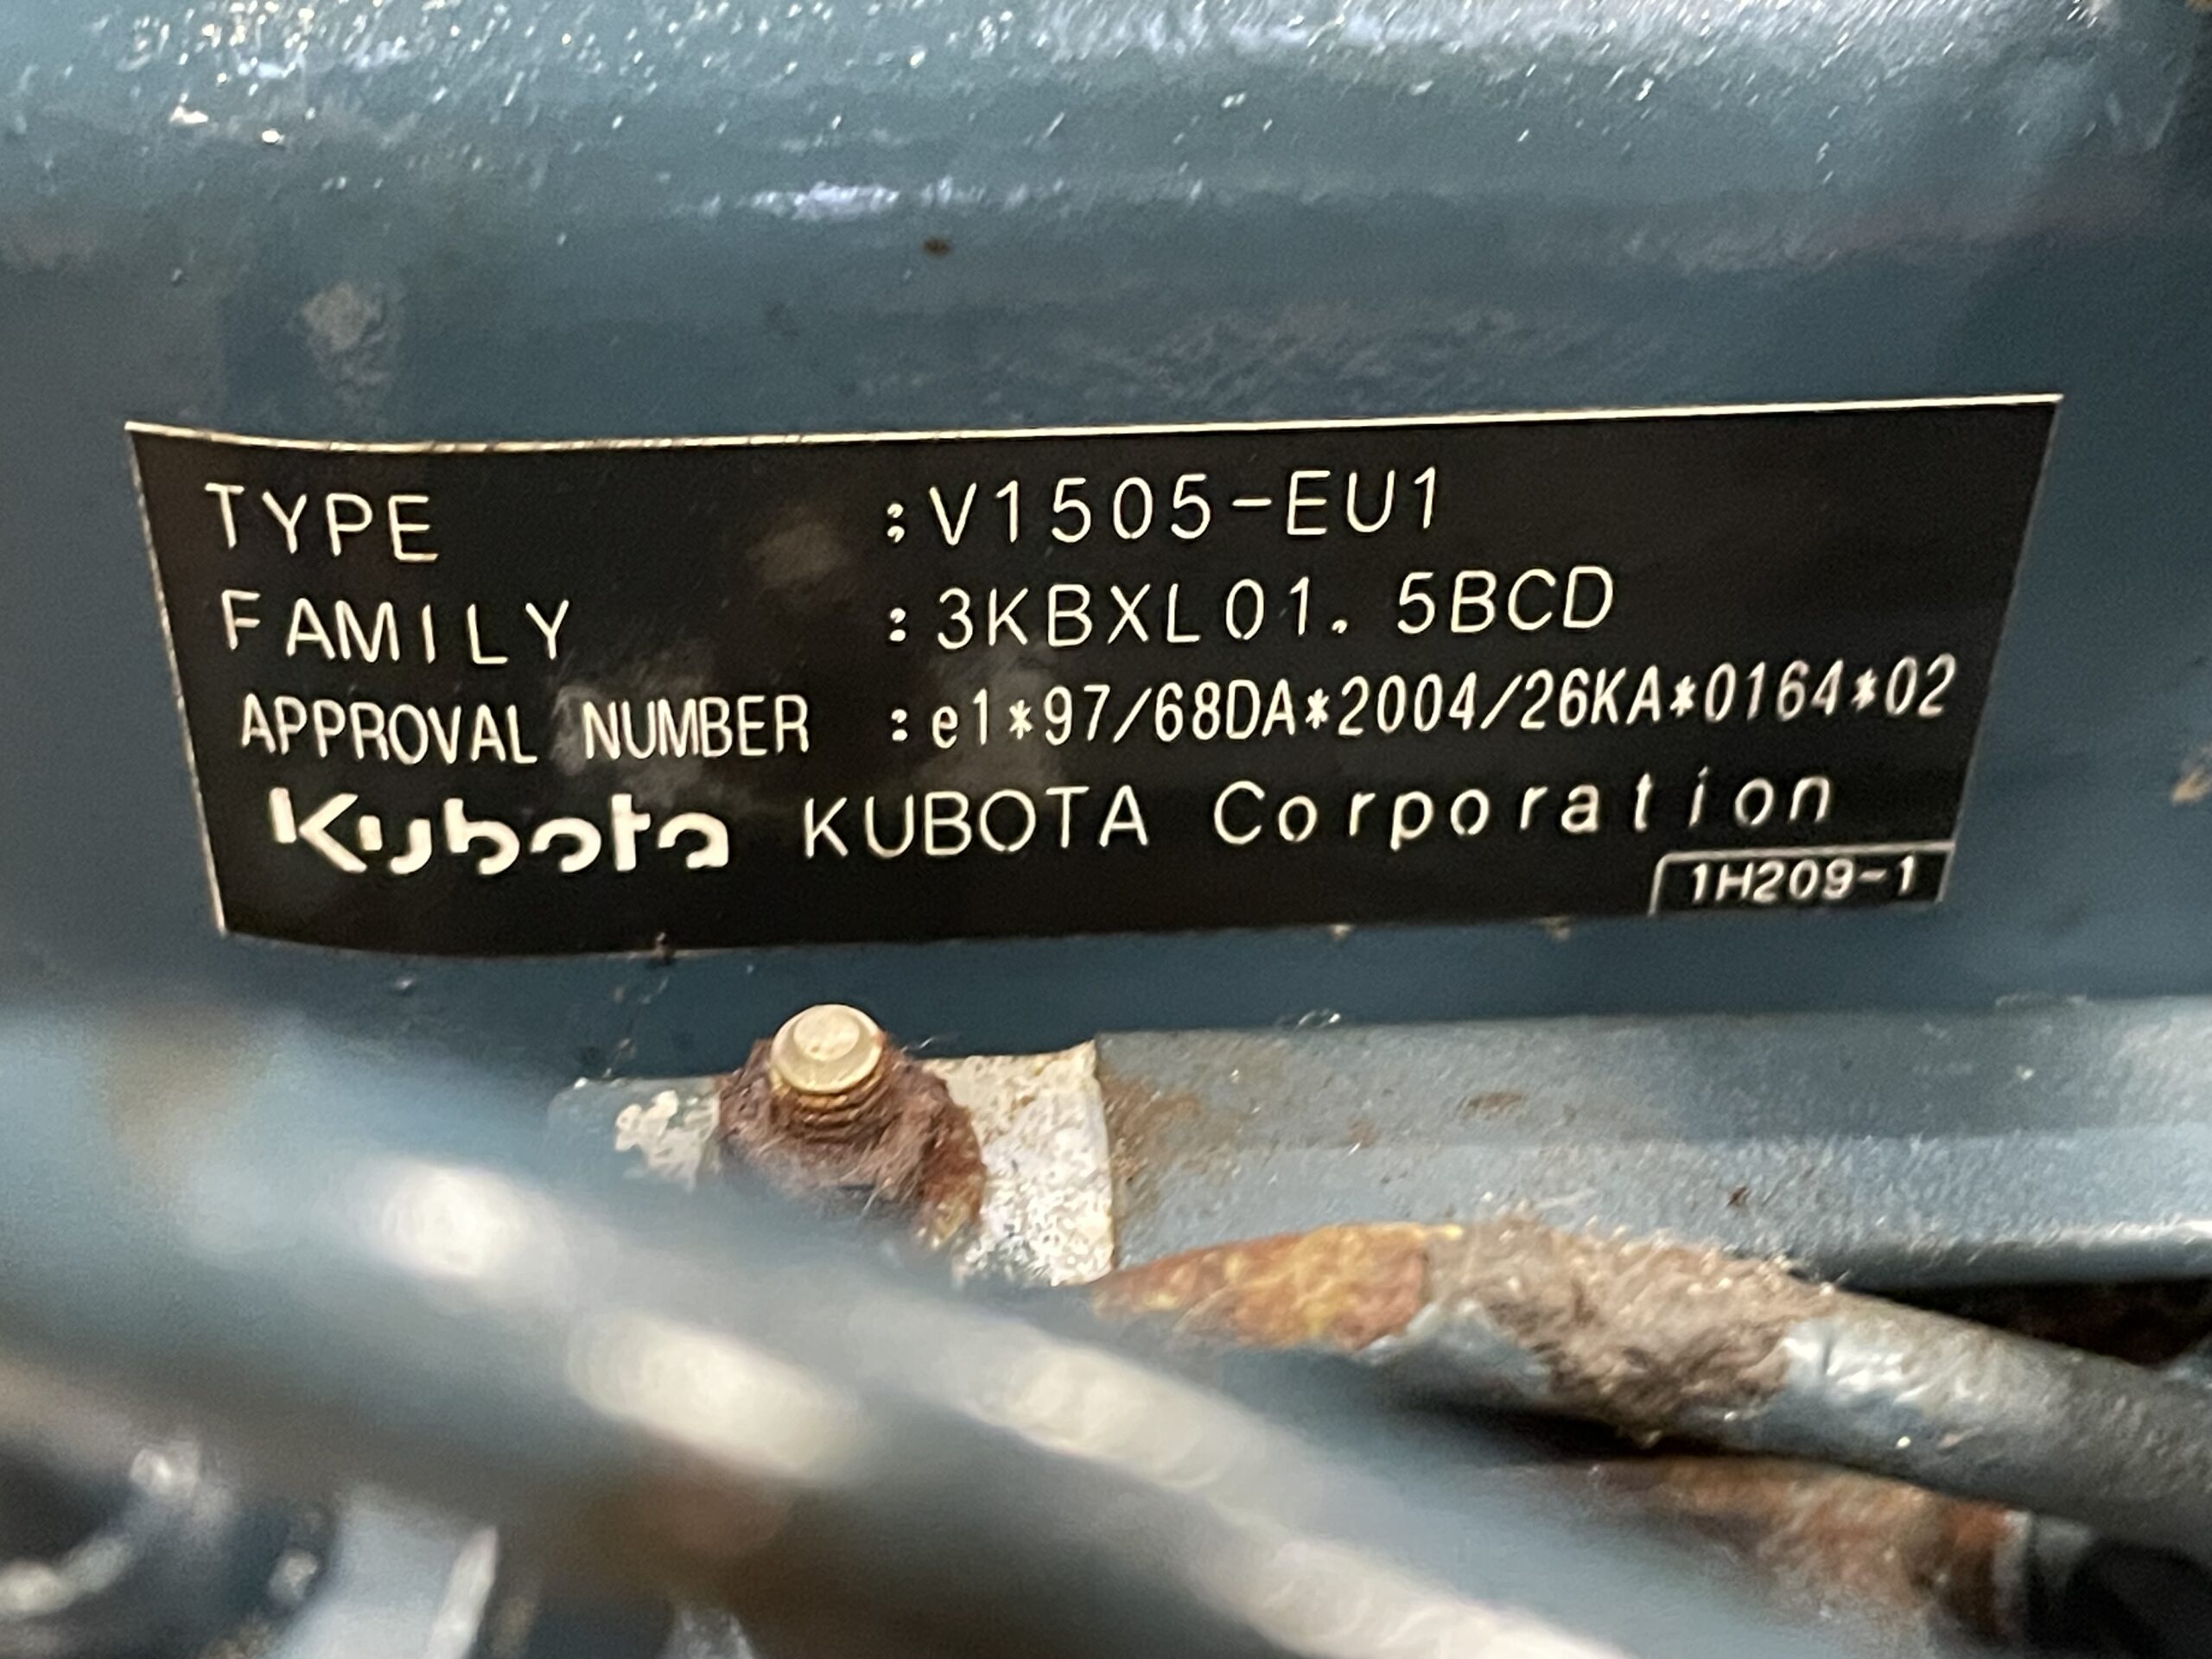 TYPE :V1505-EU1
FAMILY :3KBXL01.5BCD
APPROVAL NUMBER :e1*97/68DA*2004/26KA*0164*02
Kubota KUBOTA Corporation
1H209-1